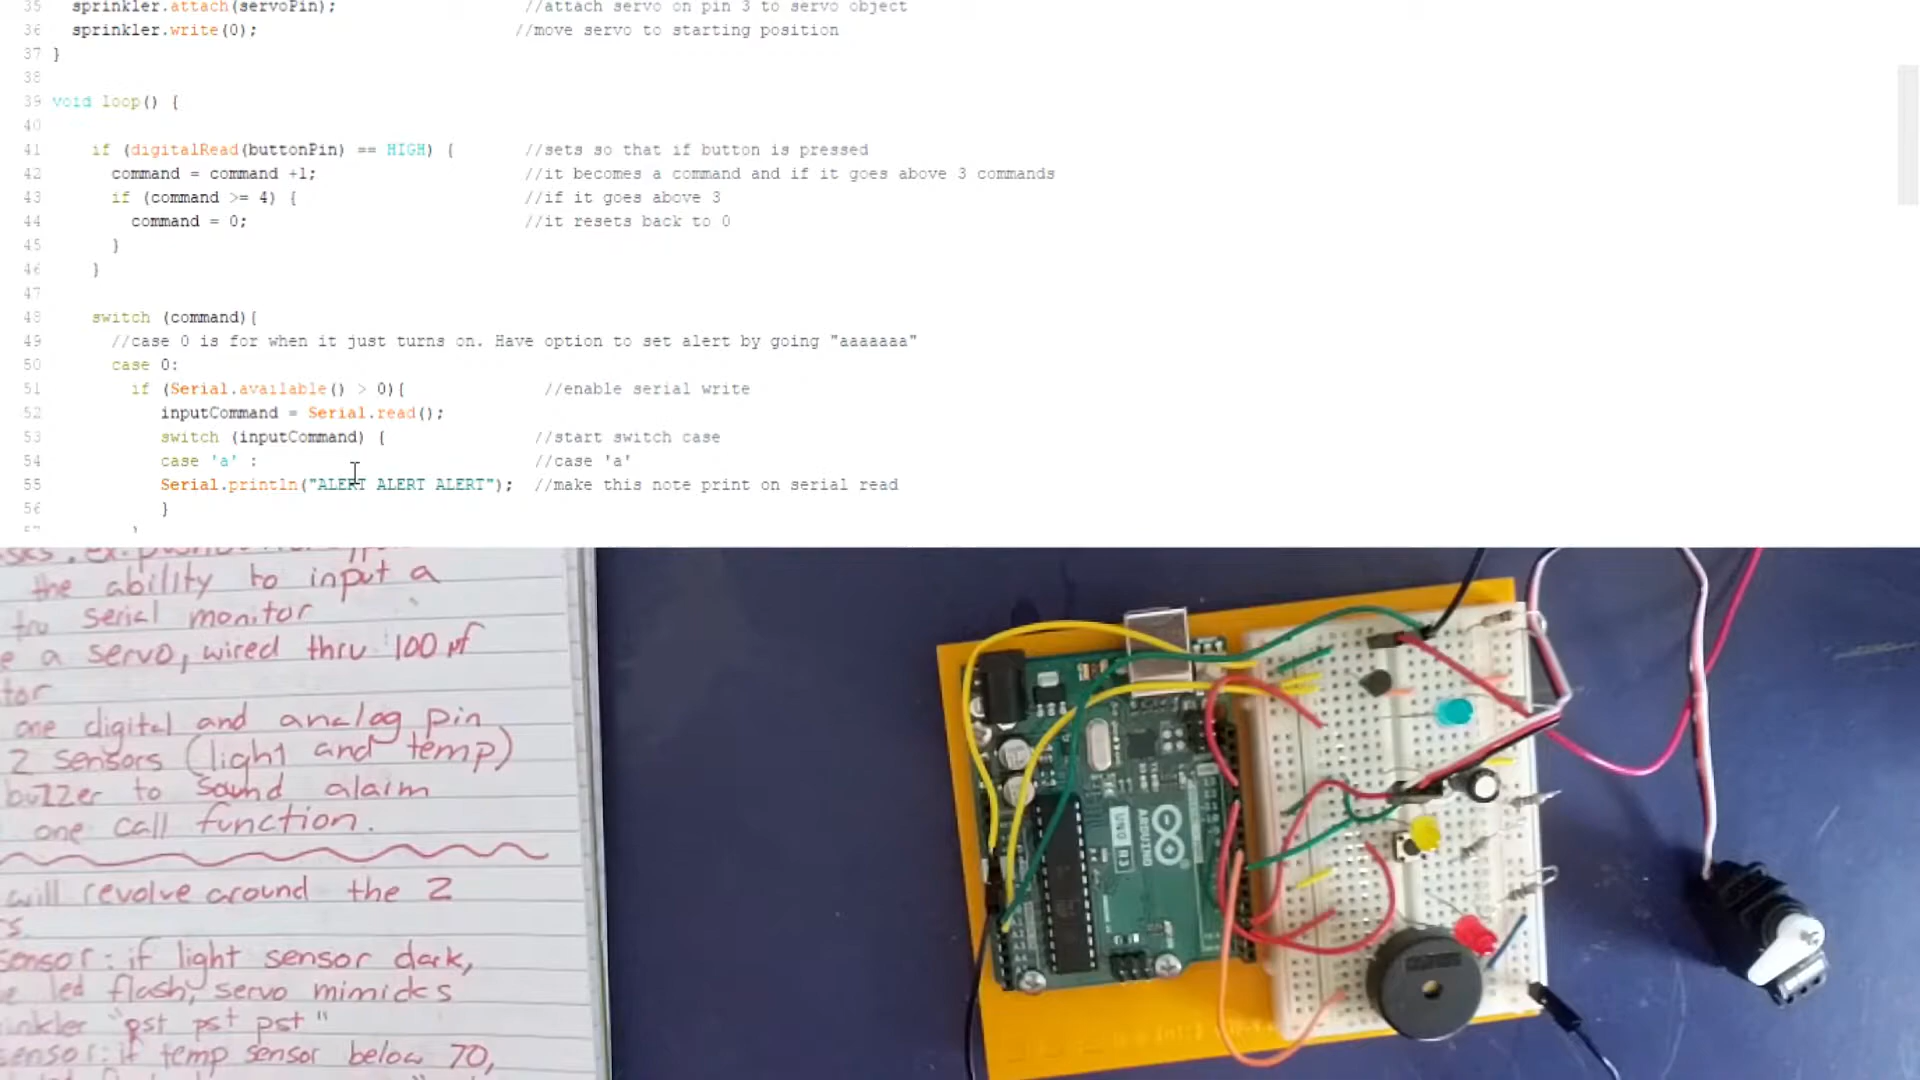 35 sprinkler.attach(servoPin); //attach servo on pin 3 to servo object
36 sprinkler.write(0); //move servo to starting position
37 }
38
39 void loop() {
40
41 if (digitalRead(buttonPin) == HIGH) { //sets so that if button is pressed
42 command = command +1; //it becomes a command and if it goes above 3 commands
43 if (command >= 4) { //if it goes above 3
44 command = 0; //it resets back to 0
45 }
46 }
47
48 switch (command){
49 //case 0 is for when it just turns on. Have option to set alert by going "aaaaaaa"
50 case 0:
51 if (Serial.available() > 0){ //enable serial write
52 inputCommand = Serial.read();
53 switch (inputCommand) { //start switch case
54 case 'a' : //case 'a'
55 Serial.println("ALERT ALERT ALERT"); //make this note print on serial read
56 }
the ability to input a
thru serial monitor
e a servo, wired thru 100 µf
tor
one digital and analog pin
2 sensors (light and temp)
buzzer to sound alarm
one call function.
will revolve around the 2
rs.
sensor: if light sensor dark,
e led flash, servo mimicks
inkler "pst pst pst"
sensor: if temp sensor below 70,
ARDUINO
UNO R3